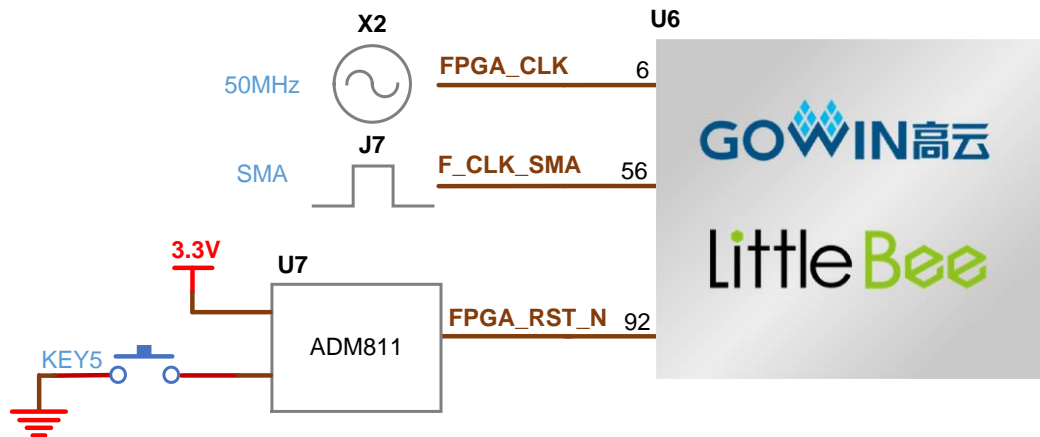 X2
U6
50MHz
FPGA_CLK
6
J7
SMA
F_CLK_SMA
56
GOWIN高云
3.3V
U7
LittleBee
FPGA_RST_N
92
KEY5
ADM811